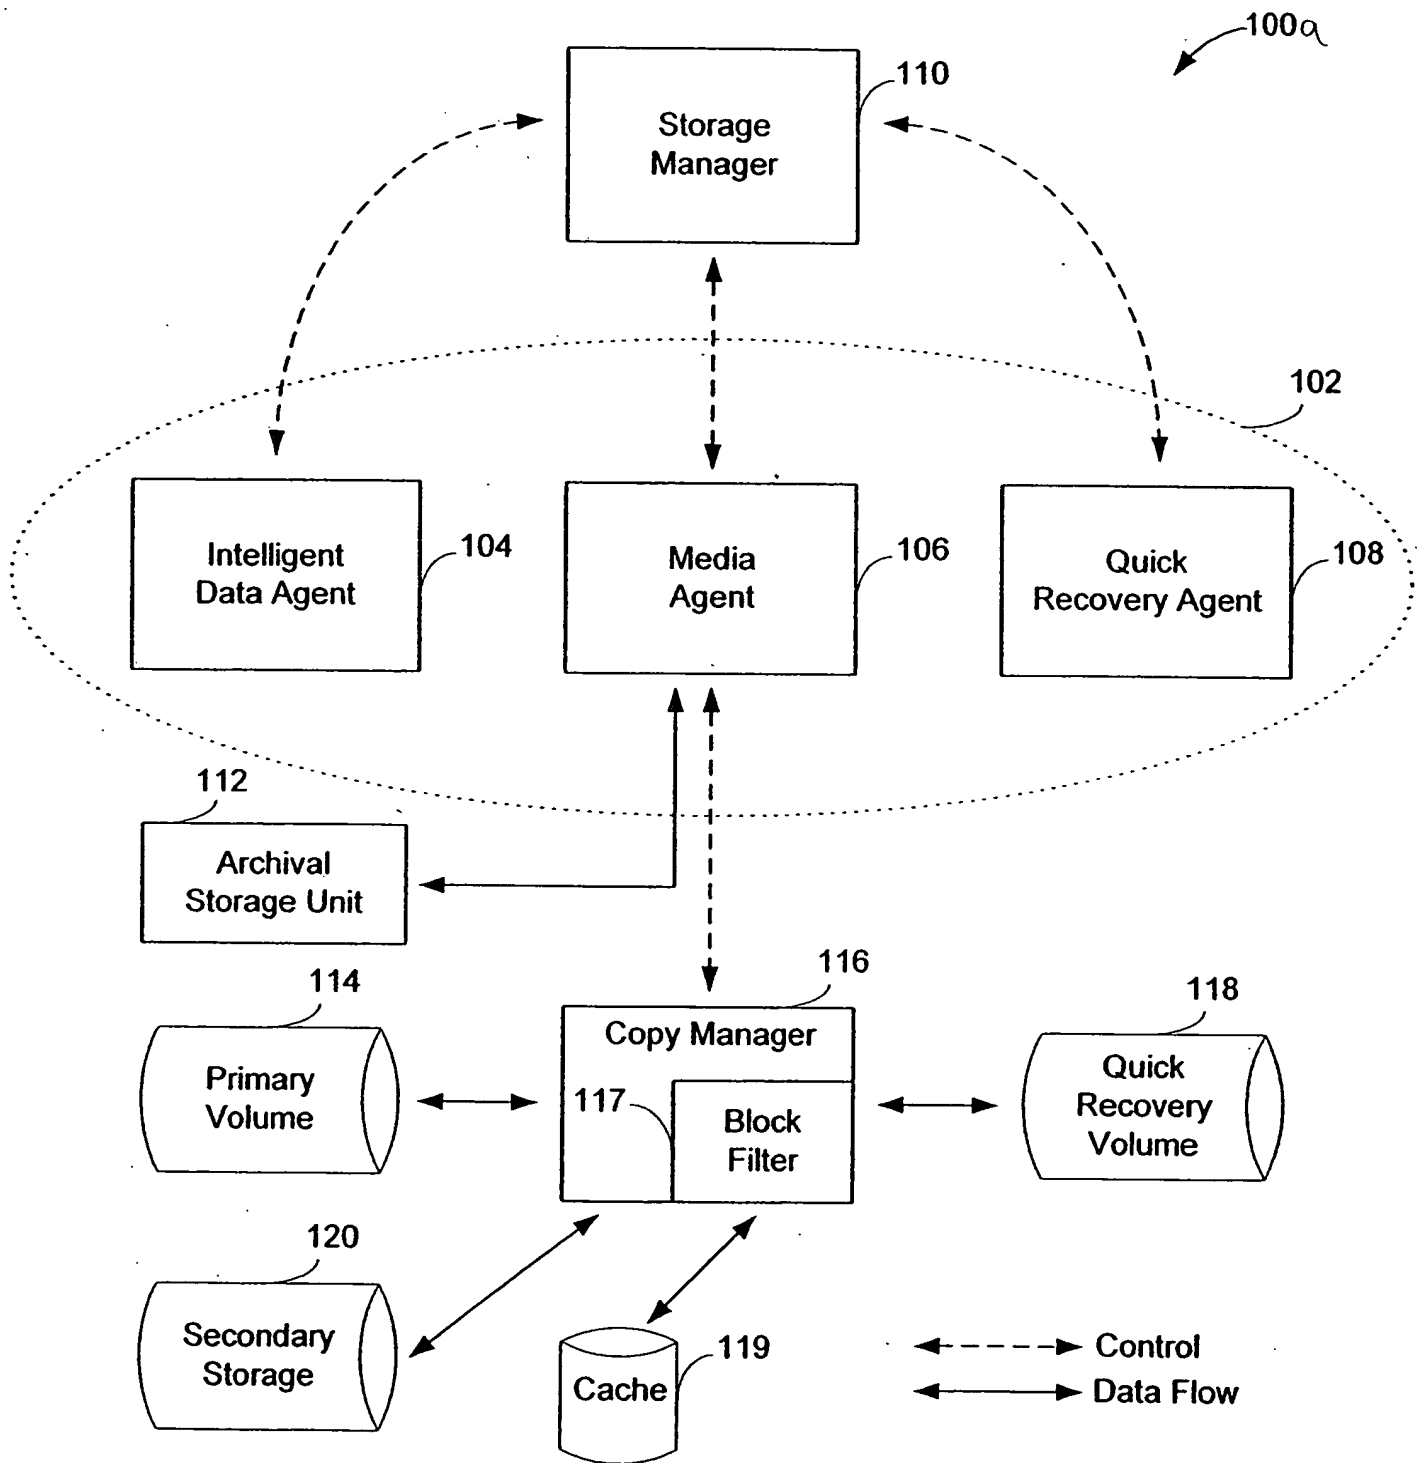 100a
110
Storage
Manager
102
Intelligent
Data Agent
104
Media
Agent
106
Quick
Recovery Agent
108
112
Archival
Storage Unit
114
Primary
Volume
116
Copy Manager
117
Block
Filter
118
Quick
Recovery
Volume
120
Secondary
Storage
119
Cache
Control
Data Flow